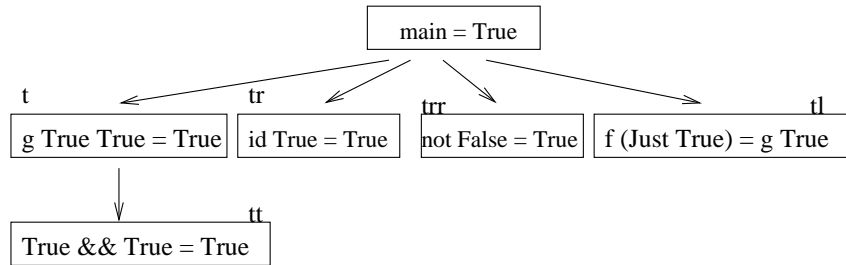 main = True
t
tr
trr
tl
g True True = True
id True = True
not False = True
f (Just True) = g True
tt
True && True = True